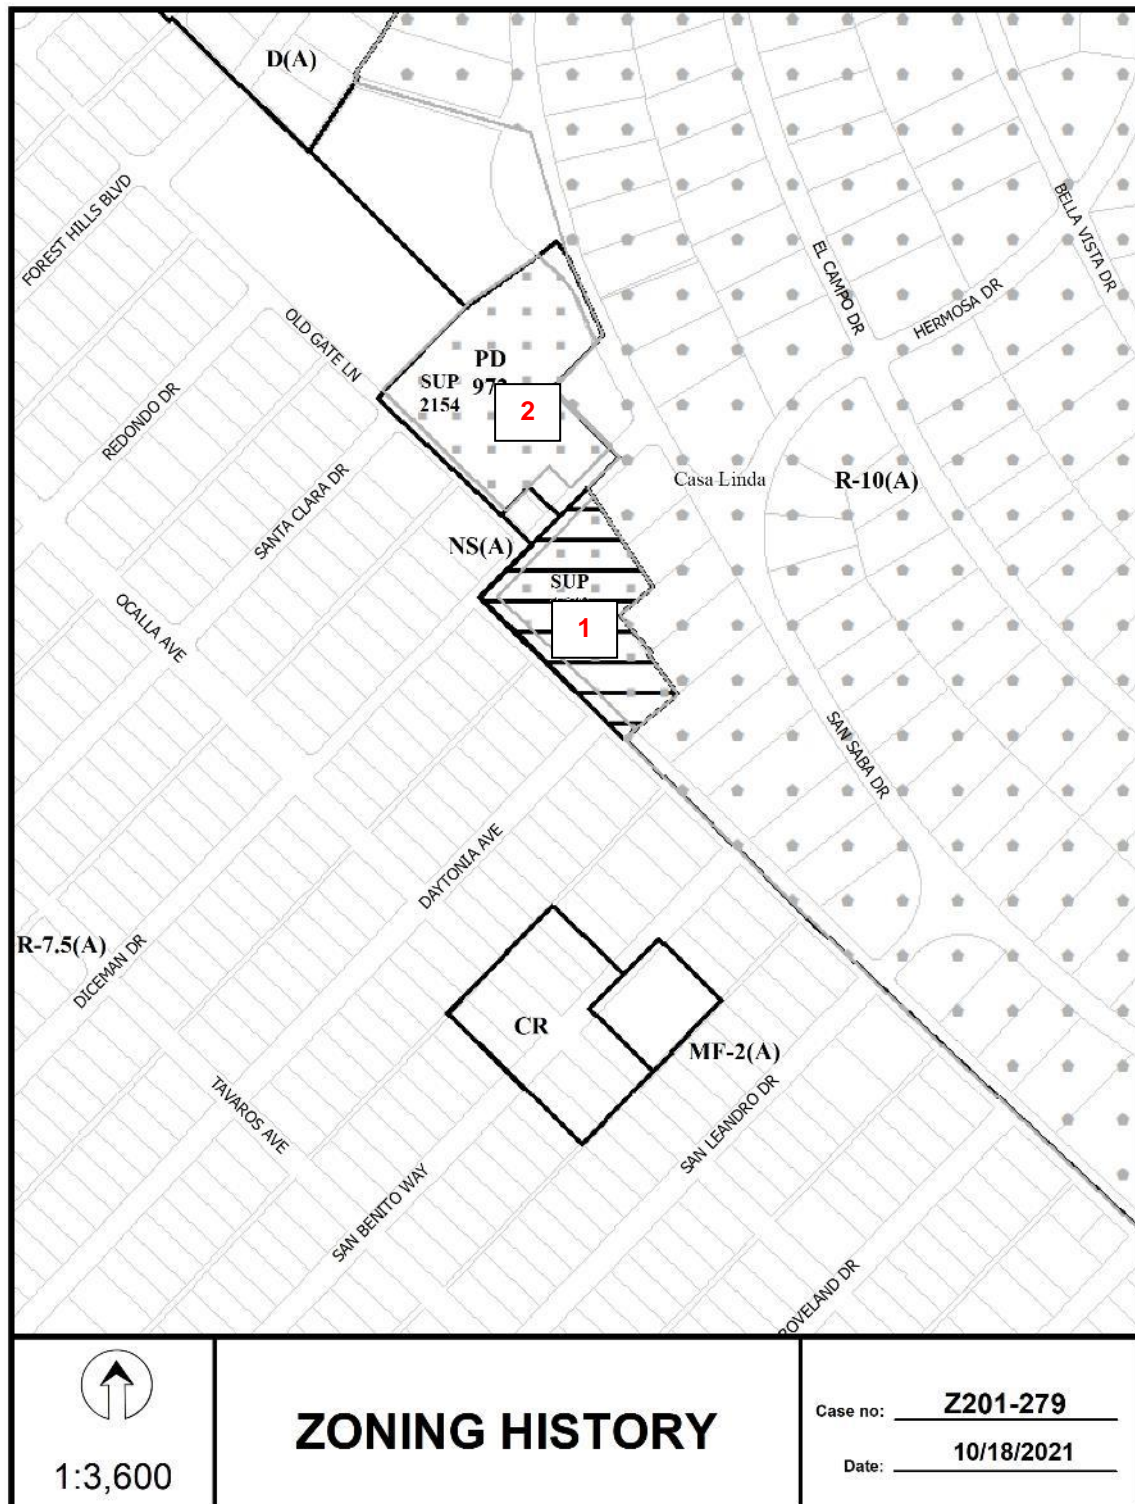 D(A)
FOREST HILLS BLVD
BELLA VISTA DR
EL CAMPO DR
HERMOSA DR
OLD GATE LN
PD
SUP
2154
2
REDONDO DR
SANTA CLARA DR
Casa Linda
R-10(A)
NS(A)
SUP
1
OCALLA AVE
SAN SABA DR
DAYTONIA AVE
R-7.5(A)
DICEMAN DR
CR
MF-2(A)
TAVAROS AVE
SAN LEANDRO DR
SAN BENITO WAY
ROVELAND DR
1:3,600
ZONING HISTORY
Case no: Z201-279
Date: 10/18/2021